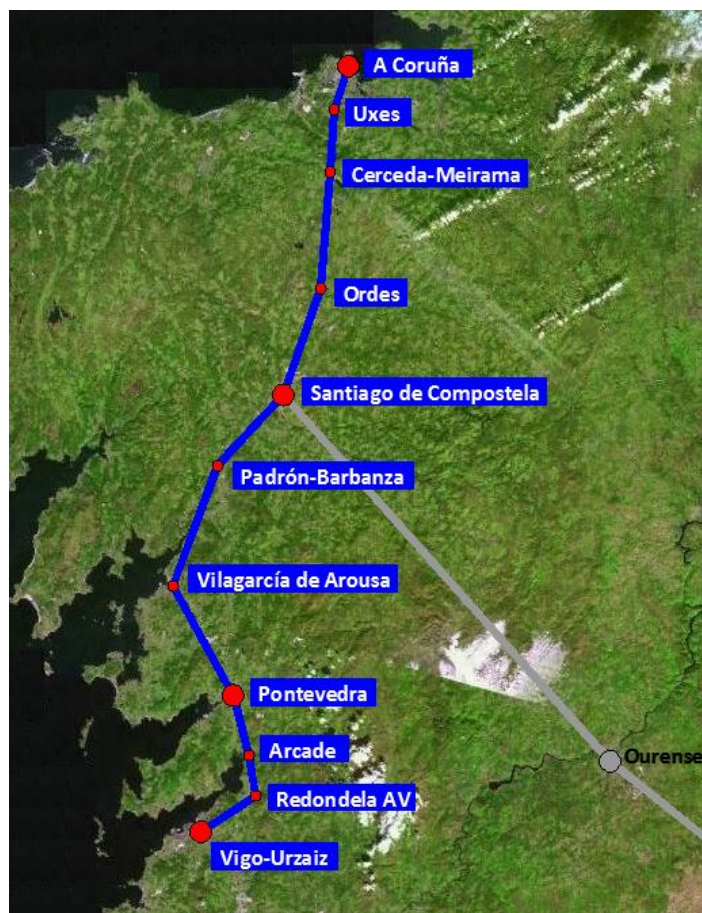 A Coruña
Uxes
Cerceda-Meirama
Ordes
Santiago de Compostela
Padrón-Barbanza
Vilagarcía de Arousa
Pontevedra
Arcade
Ourense
Redondela AV
Vigo-Urzaiz